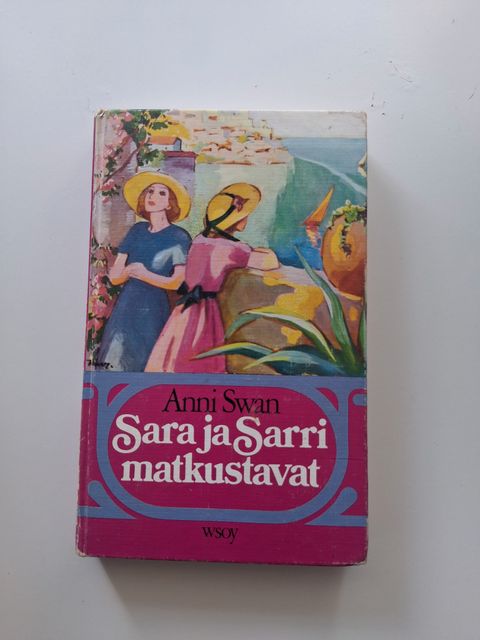 Anni Swan
Sara ja Sarri
matkustavat
wsoy